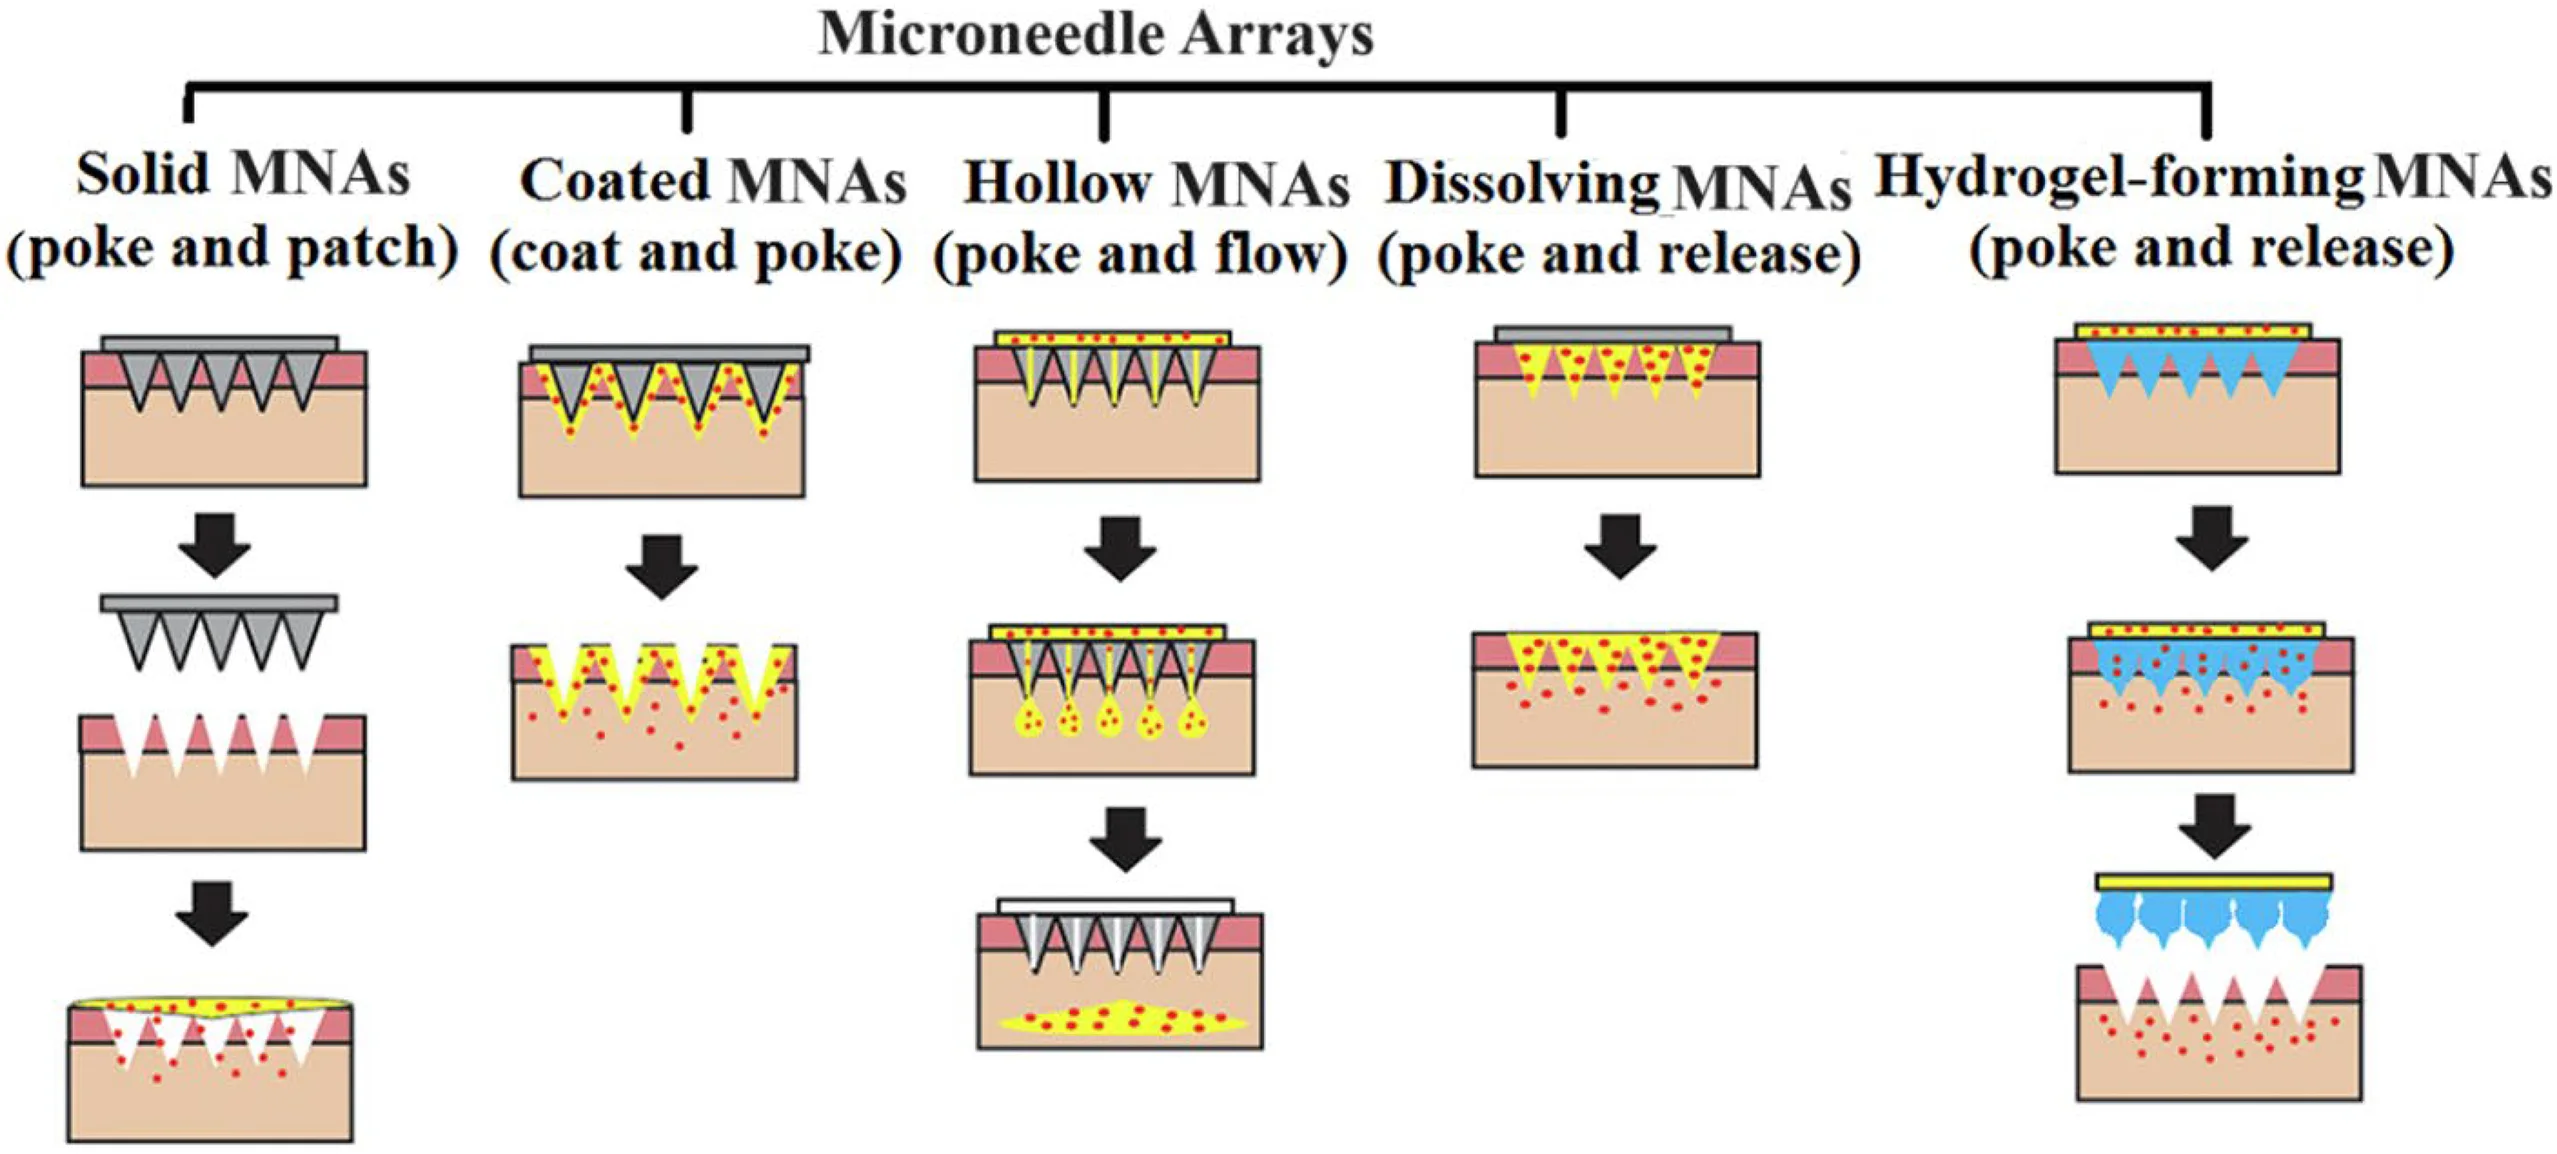 Microneedle Arrays
Solid MNAs
(poke and patch)
Coated MNAs
(coat and poke)
Hollow MNAs
(poke and flow)
Dissolving MNAs
(poke and release)
Hydrogel-forming MNAs
(poke and release)